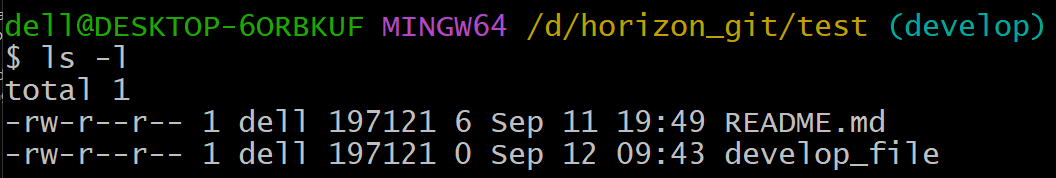 dell@DESKTOP-6ORBKUF MINGW64 /d/horizon_git/test (develop)
$ ls -l
total 1
-rw-r--r-- 1 dell 197121 6 Sep 11 19:49 README.md
-rw-r--r-- 1 dell 197121 0 Sep 12 09:43 develop_file